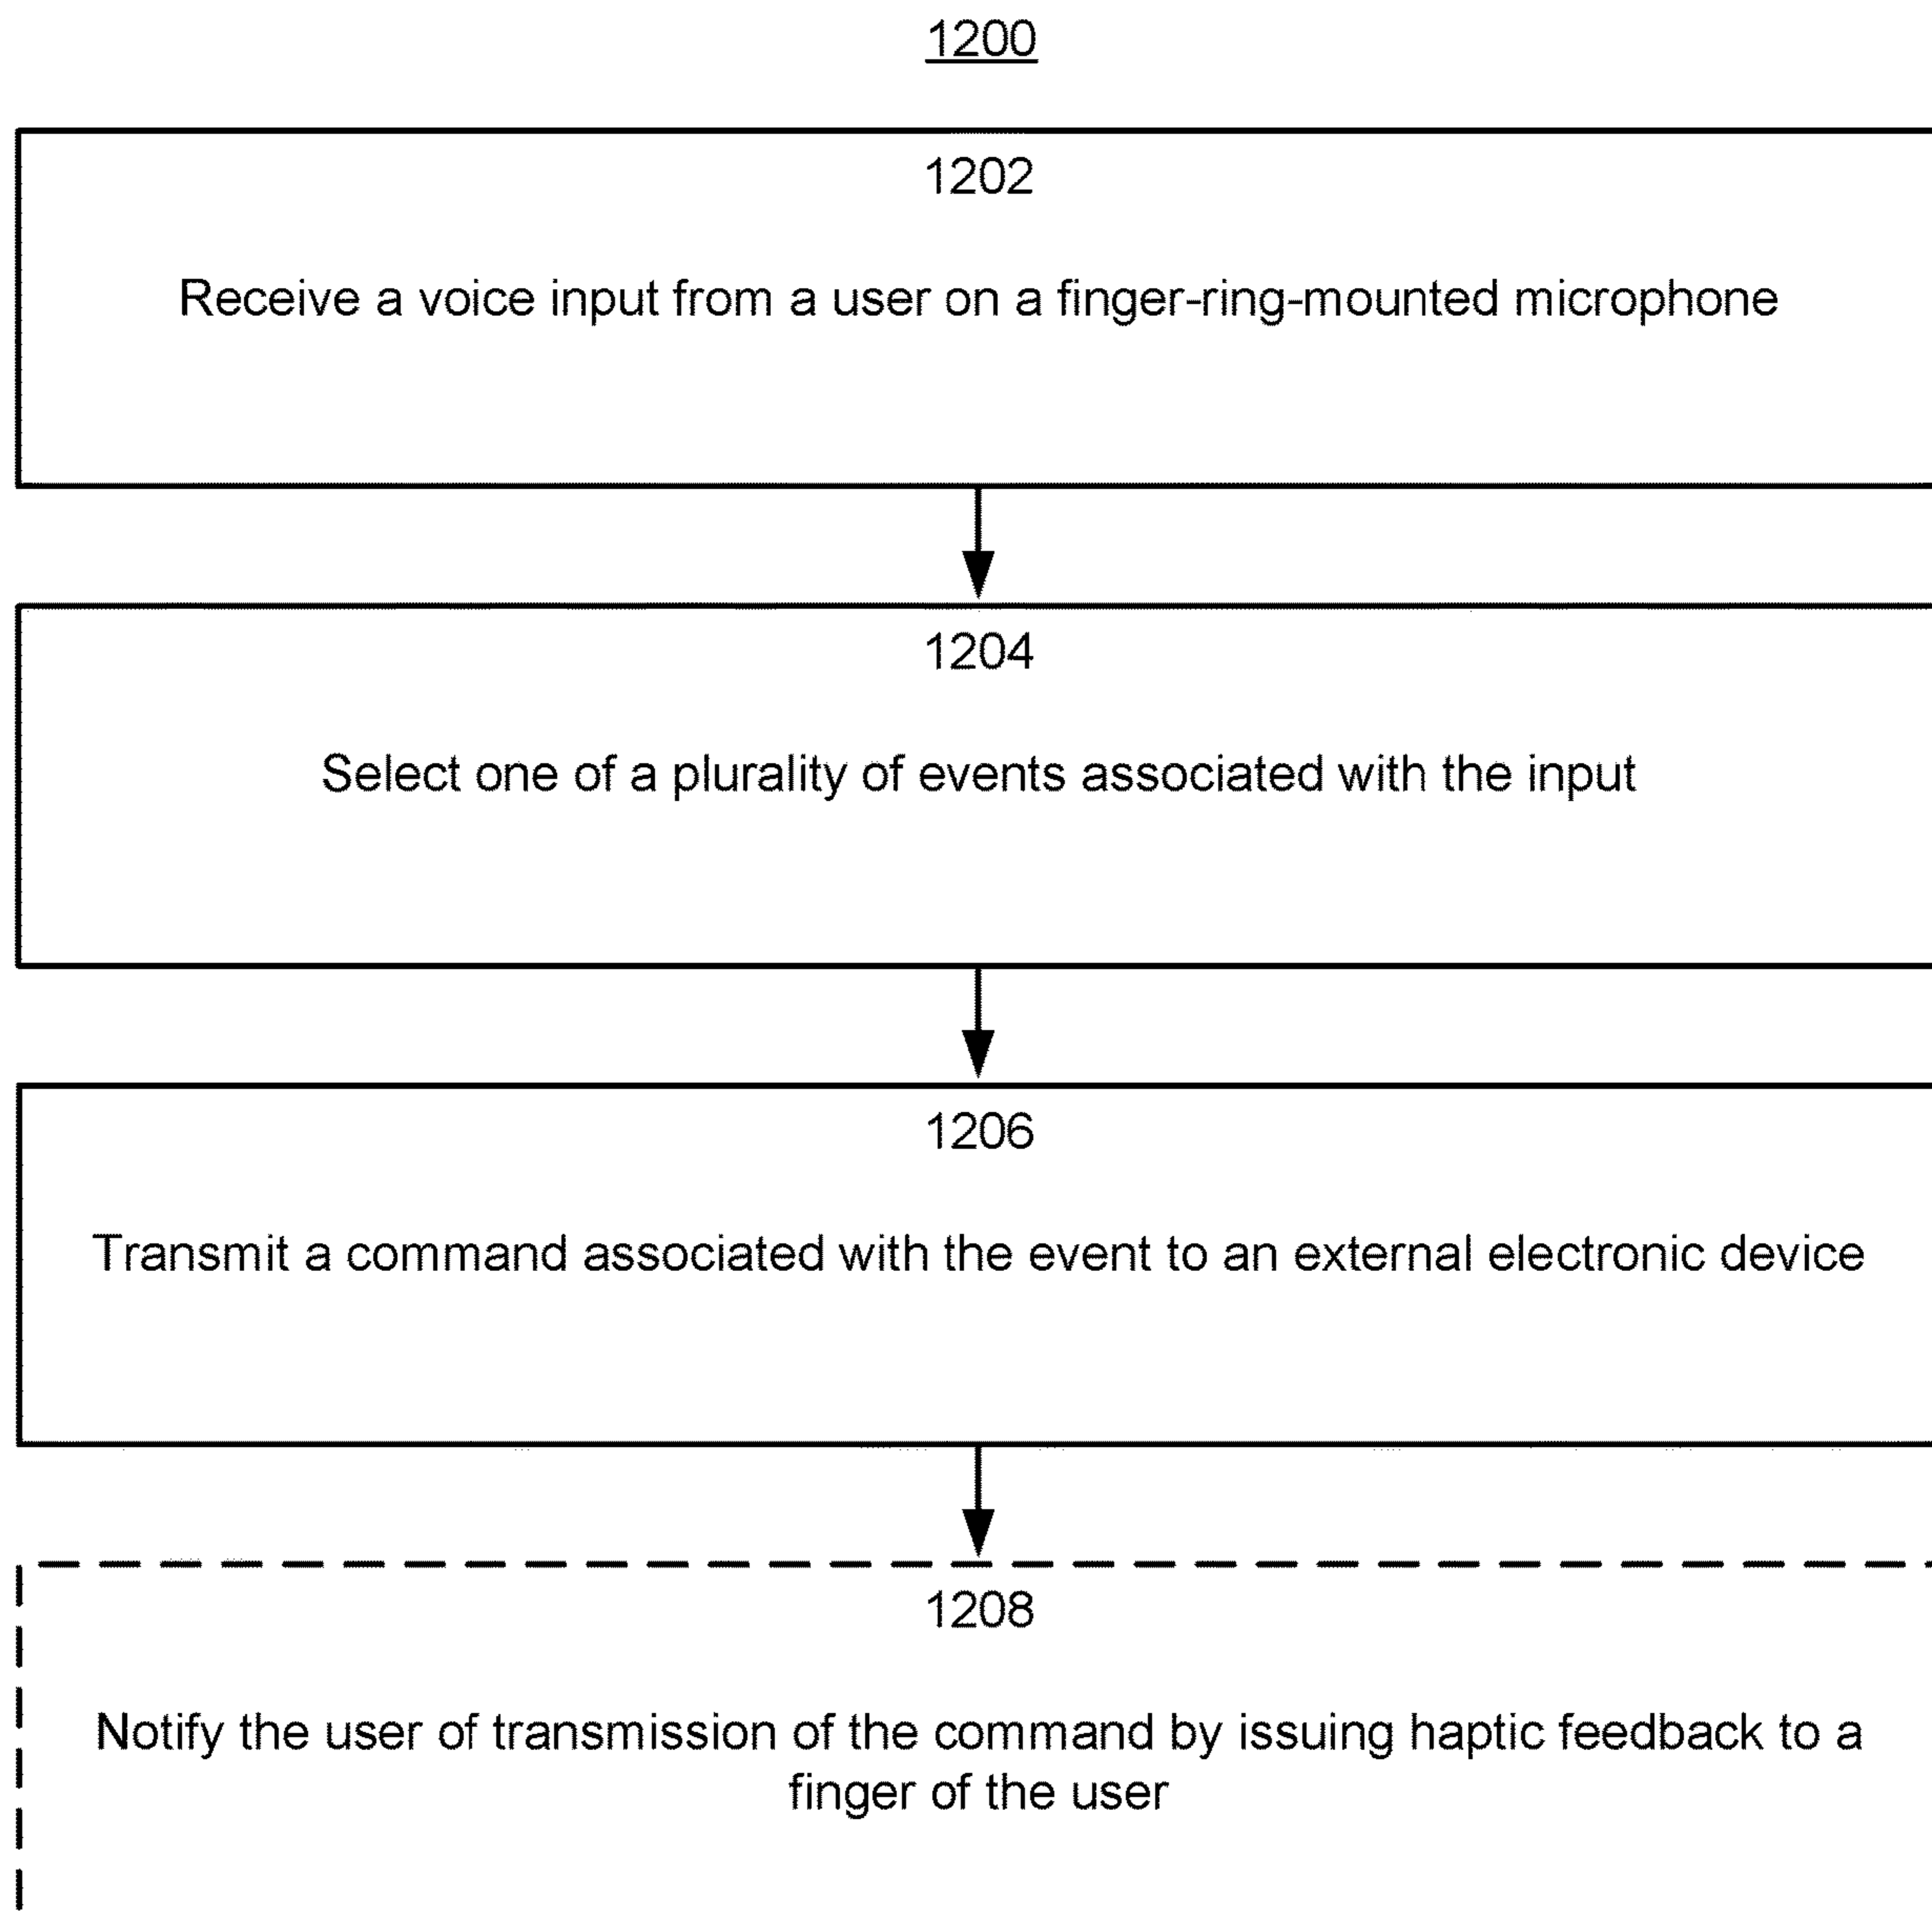 1200
1202
Receive a voice input from a user on a finger-ring-mounted microphone
1204
Select one of a plurality of events associated with the input
1206
Transmit a command associated with the event to an external electronic device
1208
Notify the user of transmission of the command by issuing haptic feedback to a
finger of the user